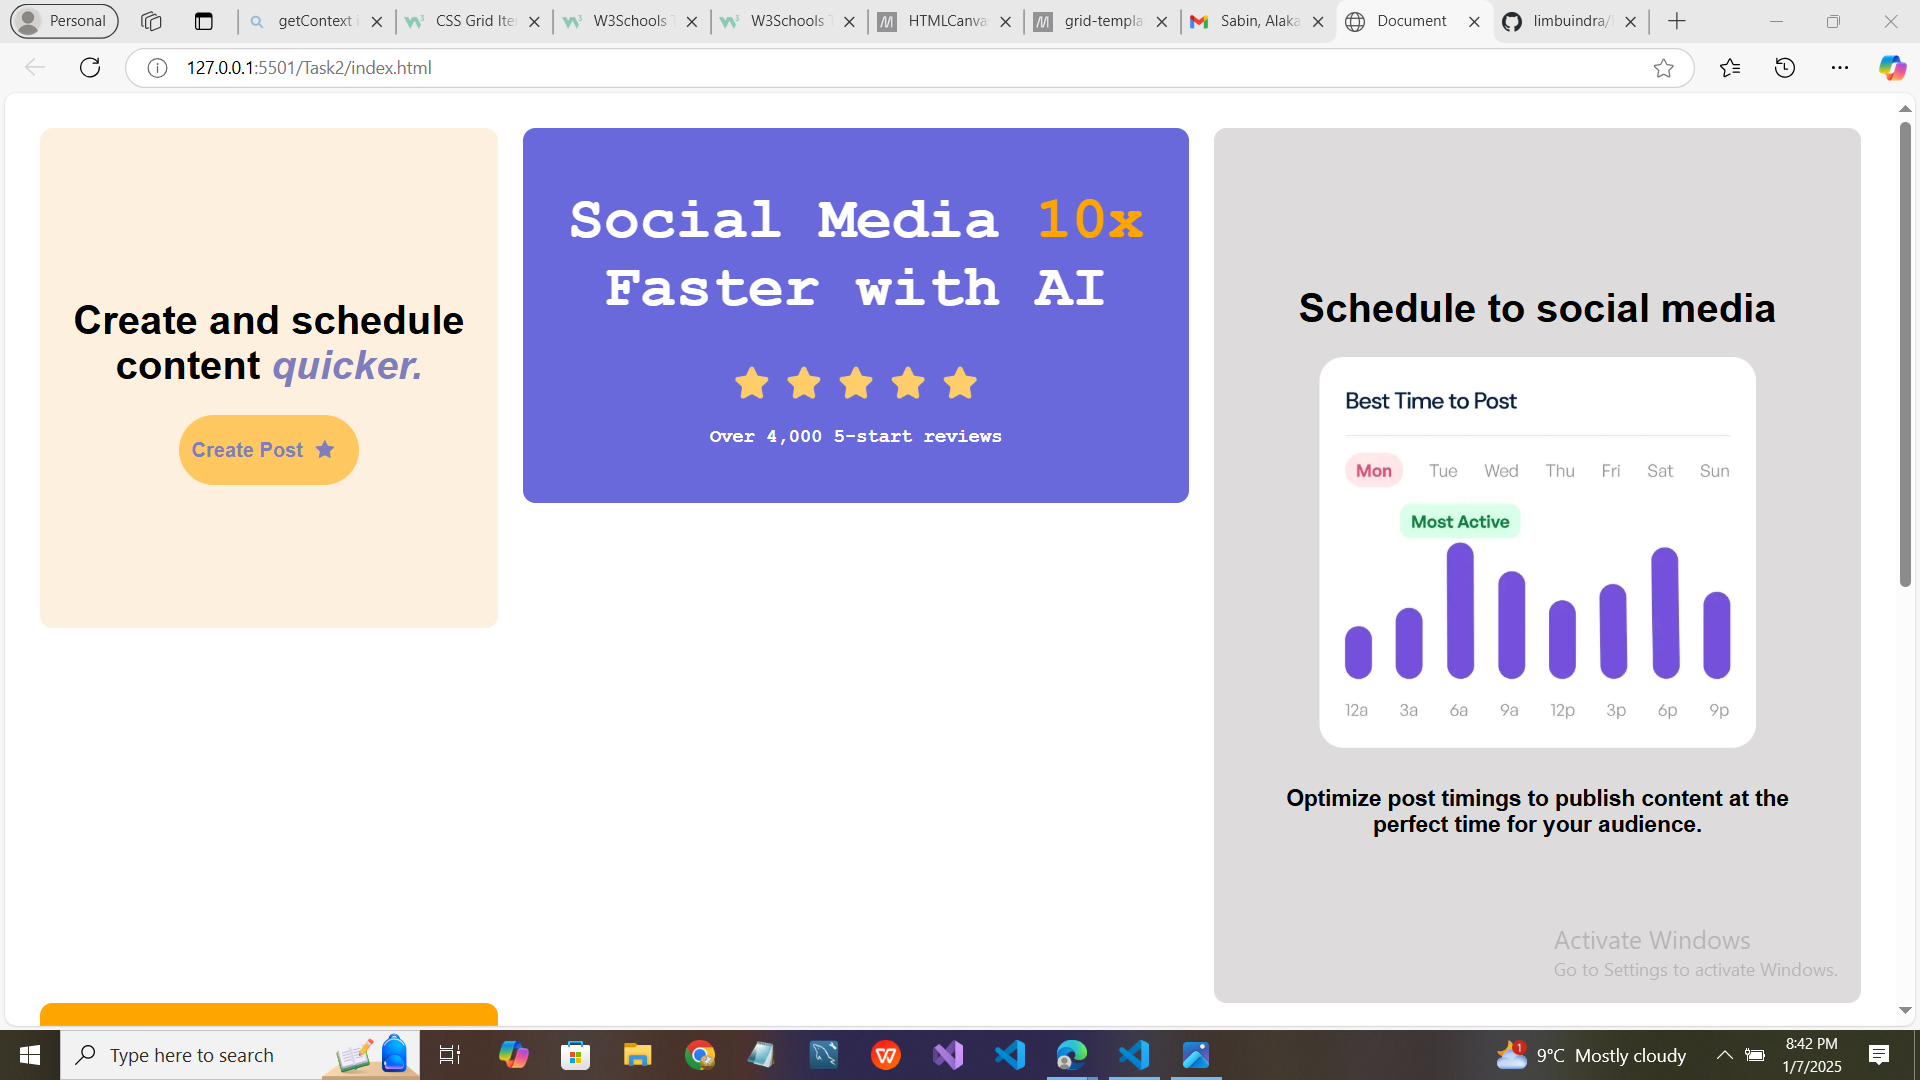 Personal
getContext i
CSS Grid Iter
W3Schools T
W3Schools T
HTMLCanva
grid-templa
Sabin, Alaka
Document
limbuindra/
127.0.0.1:5501/Task2/index.html
Create and schedule
content quicker.
Create Post
Social Media 10x
Faster with AI
Over 4,000 5-start reviews
Schedule to social media
Best Time to Post
Mon Tue Wed Thu Fri Sat Sun
Most Active
12a 3a 6a 9a 12p 3p 6p 9p
Optimize post timings to publish content at the
perfect time for your audience.
Activate Windows
Go to Settings to activate Windows.
Type here to search
1
9°C Mostly cloudy
8:42 PM
1/7/2025